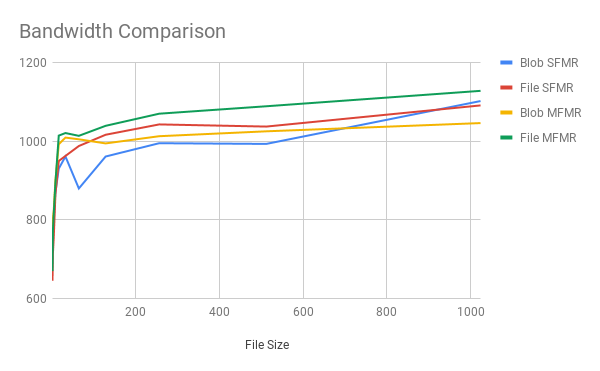 Bandwidth Comparison
1200
1000
800
600
200
400
600
800
1000
File Size
Blob SFMR
File SFMR
Blob MFMR
File MFMR